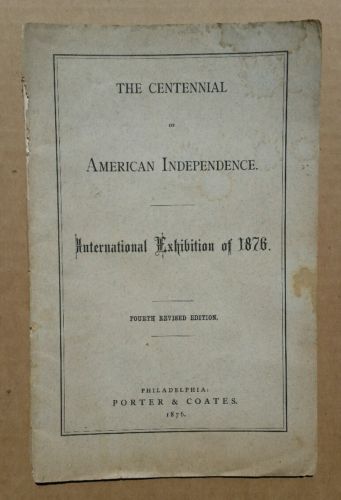 THE CENTENNIAL
OF
AMERICAN INDEPENDENCE.
International Exhibition of 1876.
FOURTH REVISED EDITION.
PHILADELPHIA:
PORTER & COATES.
1876.